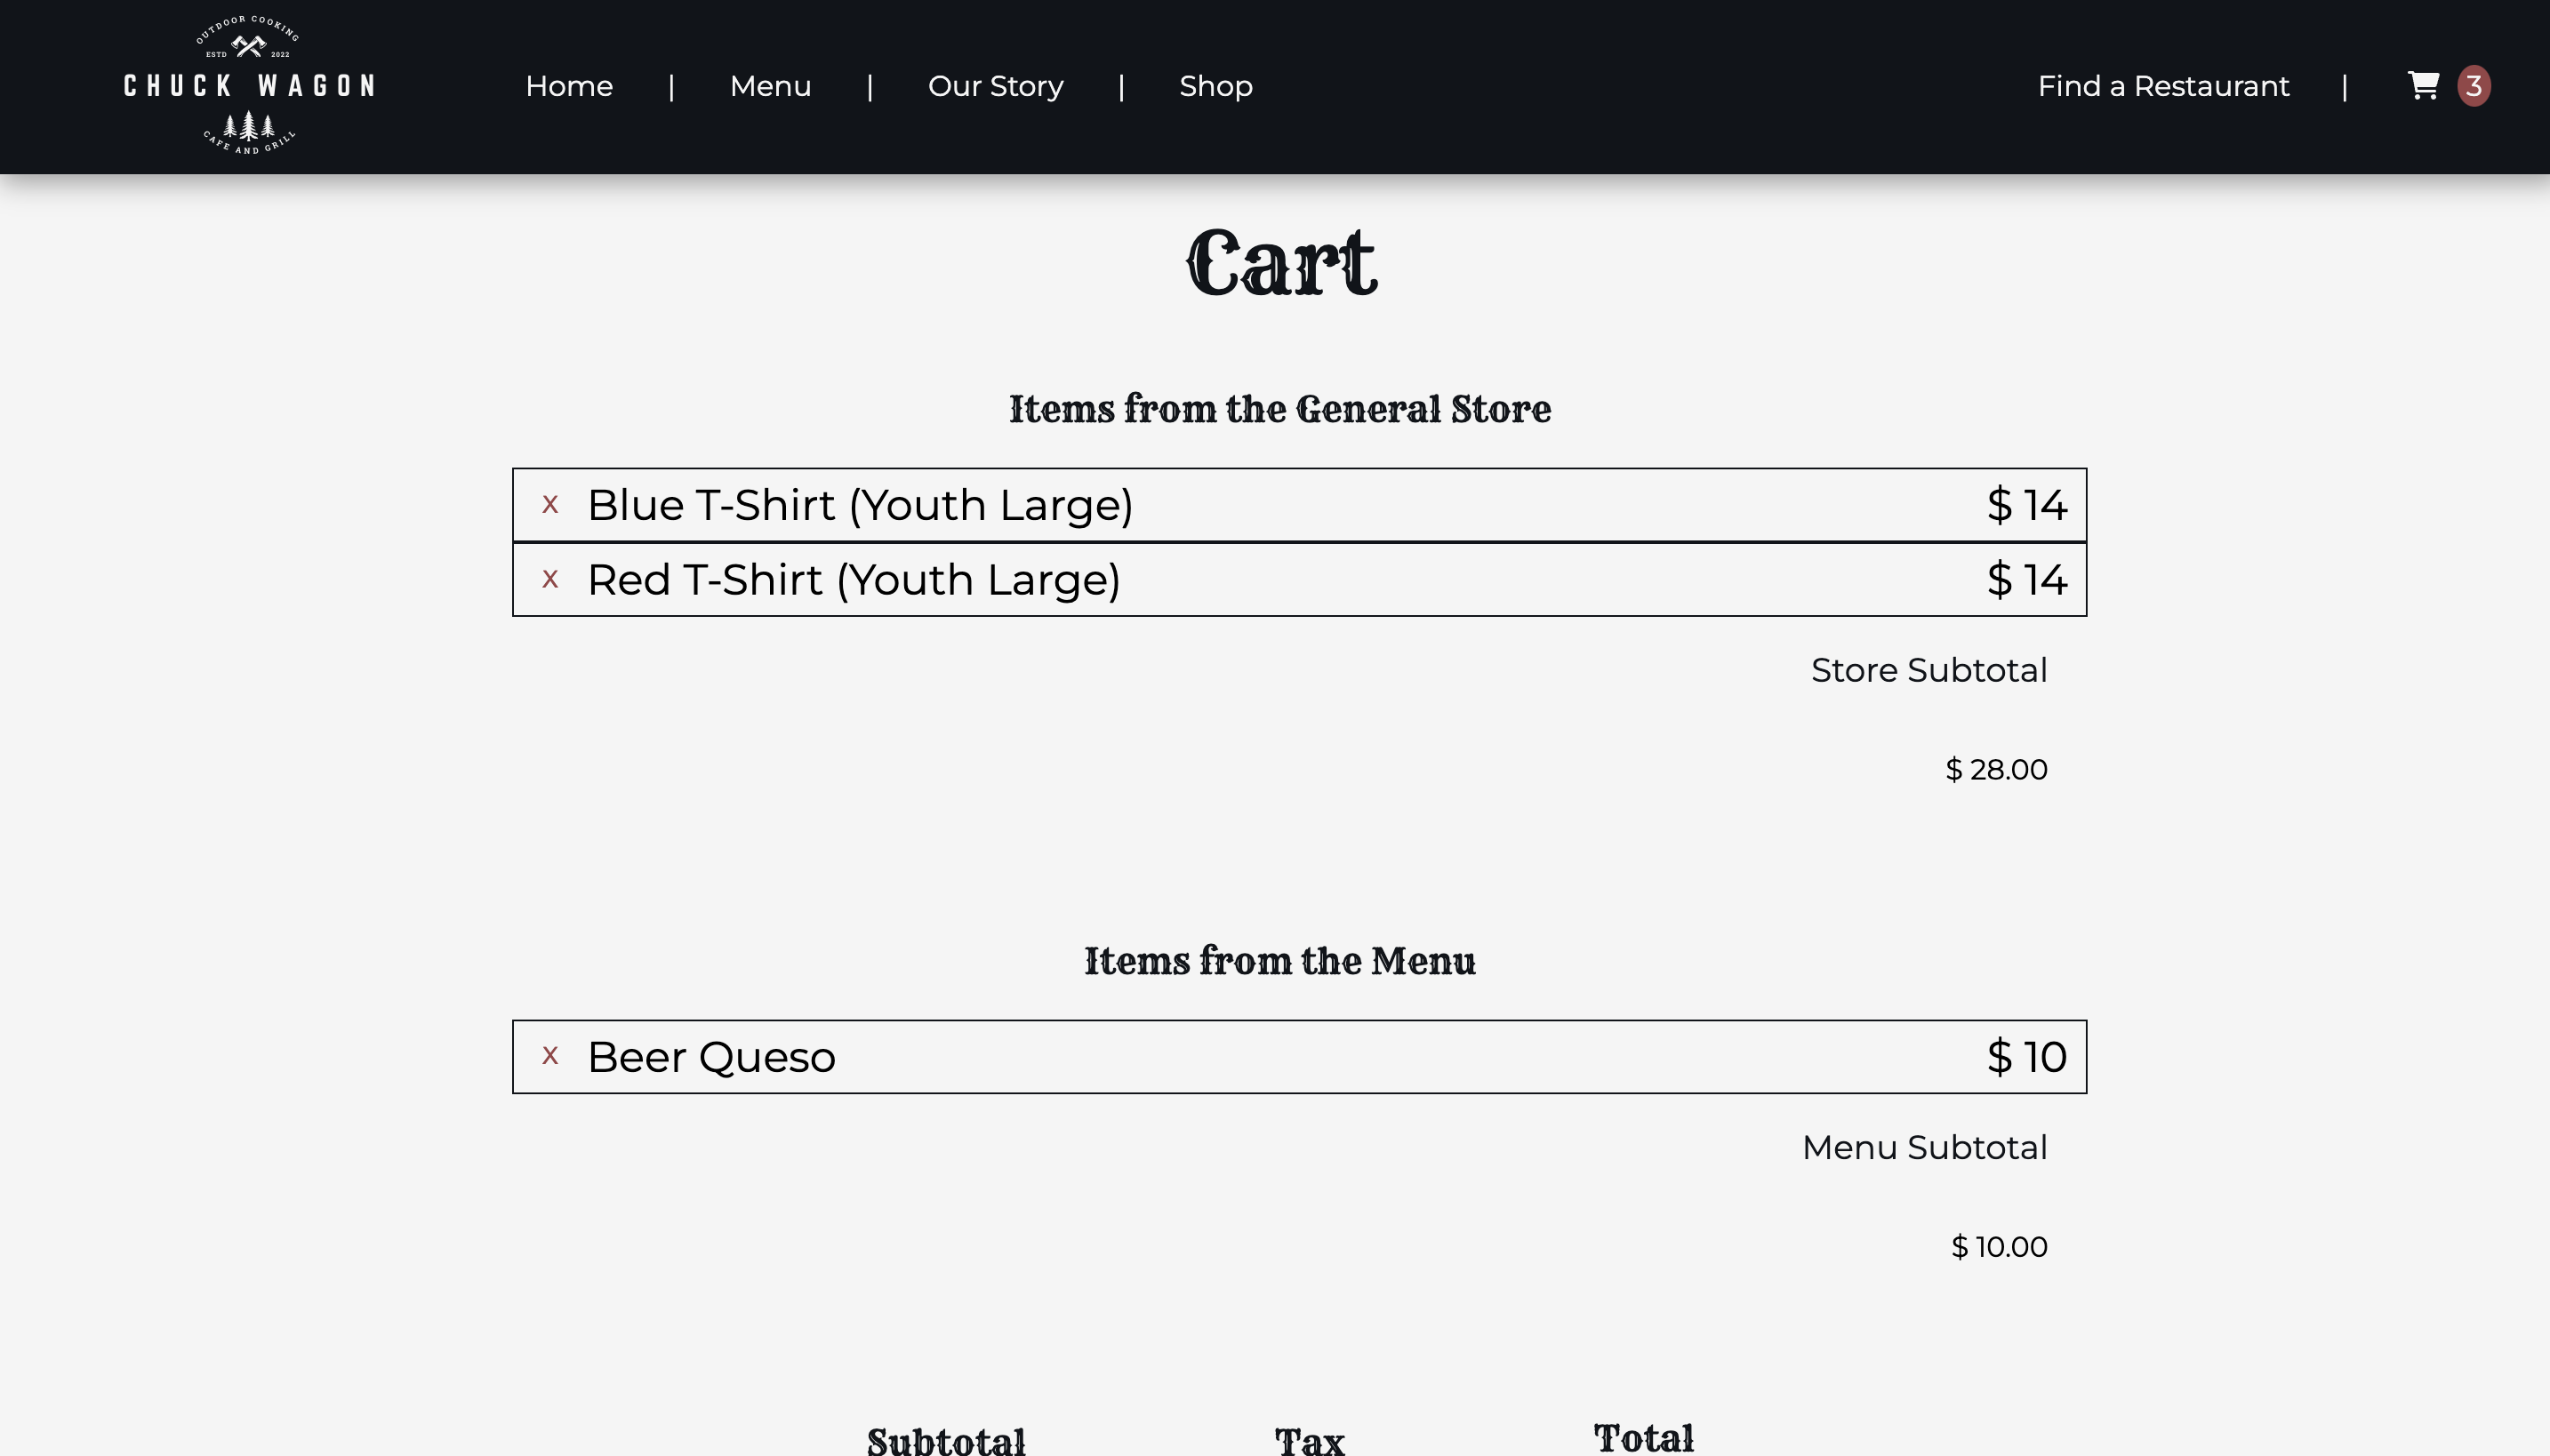 OUTDOOR COOKING
ESTD 2022
CHUCK WAGON
CAFE AND GRILL
Home | Menu | Our Story | Shop
Find a Restaurant | 3
Cart
Items from the General Store
x Blue T-Shirt (Youth Large) $ 14
x Red T-Shirt (Youth Large) $ 14
Store Subtotal
$ 28.00
Items from the Menu
x Beer Queso $ 10
Menu Subtotal
$ 10.00
Subtotal Tax Total